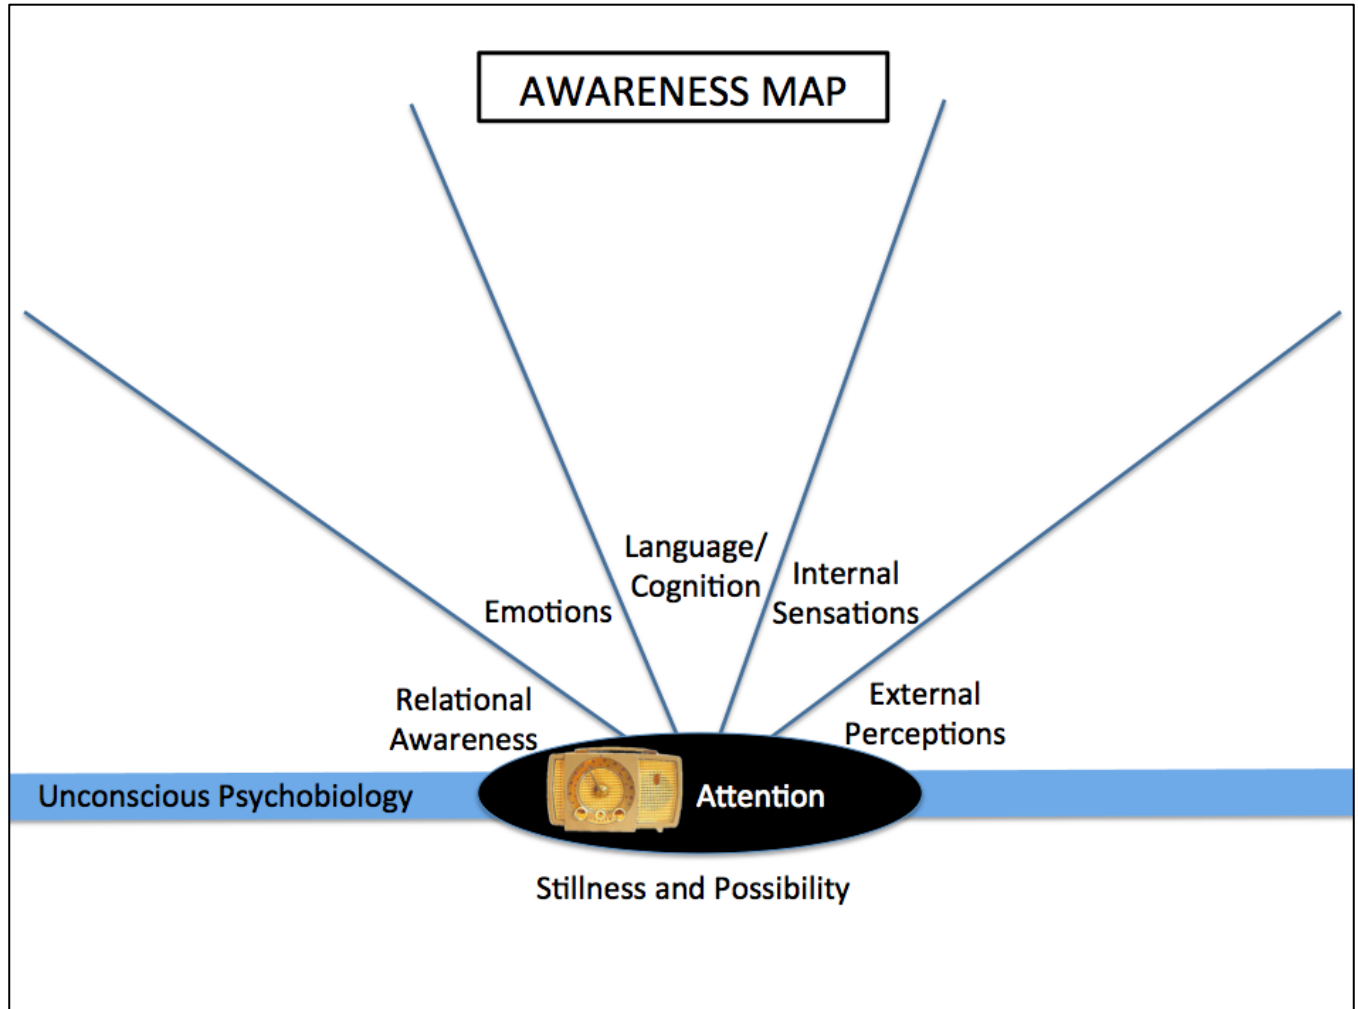 AWARENESS MAP
Language/
Cognition
Internal
Sensations
Emotions
Relational
Awareness
External
Perceptions
Unconscious Psychobiology
Attention
Stillness and Possibility